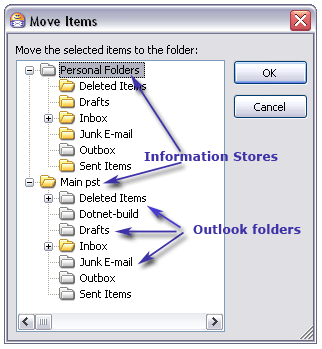 Move Items
Move the selected items to the folder:
Personal Folders
OK
Deleted Items
Drafts
Cancel
Inbox
Junk E-mail
Outbox
Information Stores
Sent Items
Main pst
Deleted Items
Dotnet-build
Drafts
Outlook folders
Inbox
Junk E-mail
Outbox
Sent Items